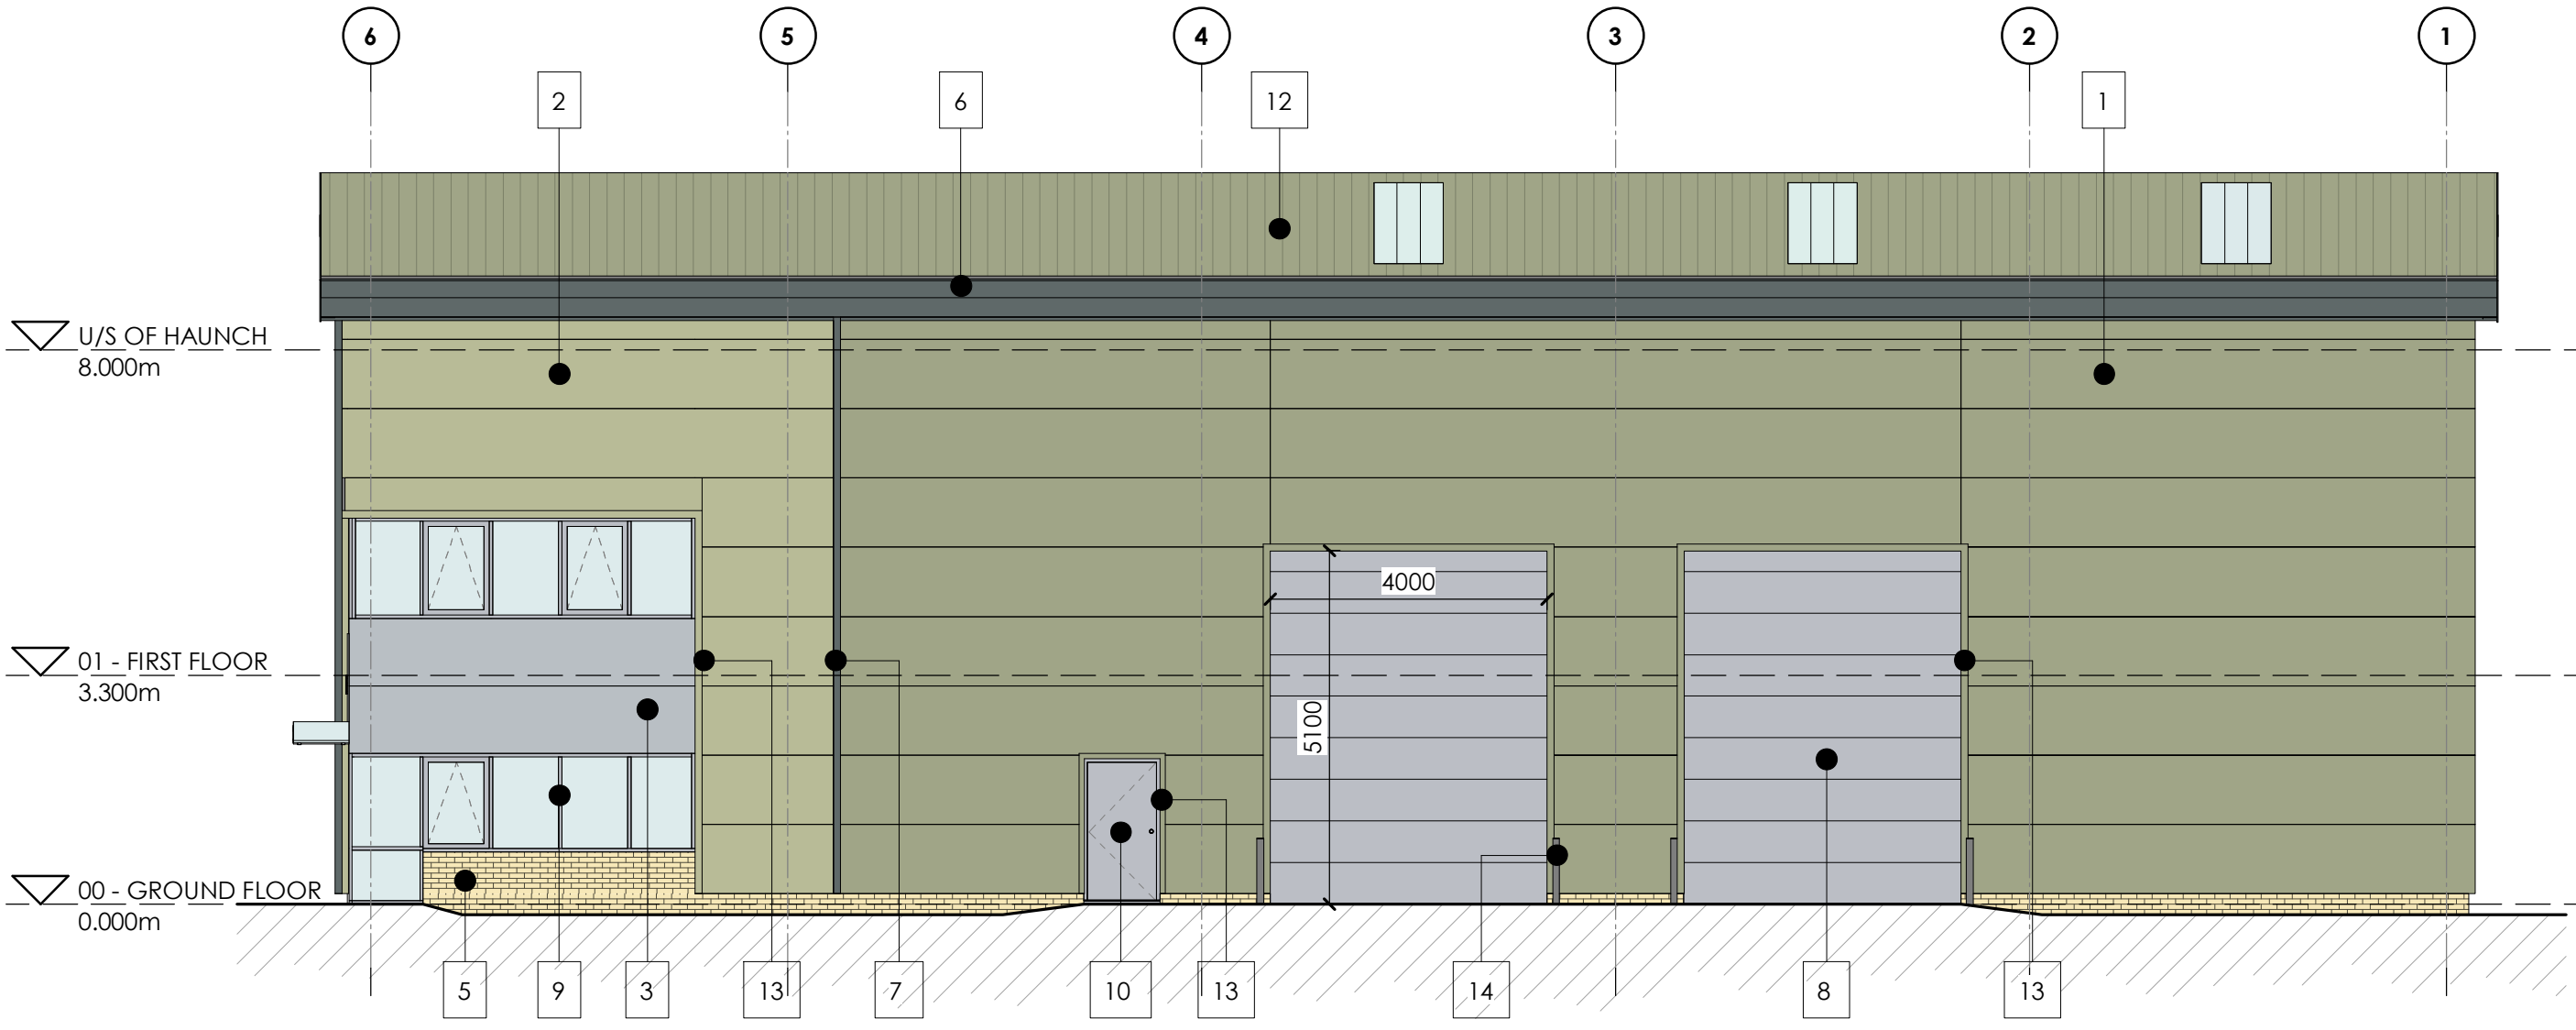 6 5 4 3 2 1
2 6 12 1
U/S OF HAUNCH
8.000m
4000
01 - FIRST FLOOR
3.300m
5100
00 - GROUND FLOOR
0.000m
5 9 3 13 7 10 13 14 8 13